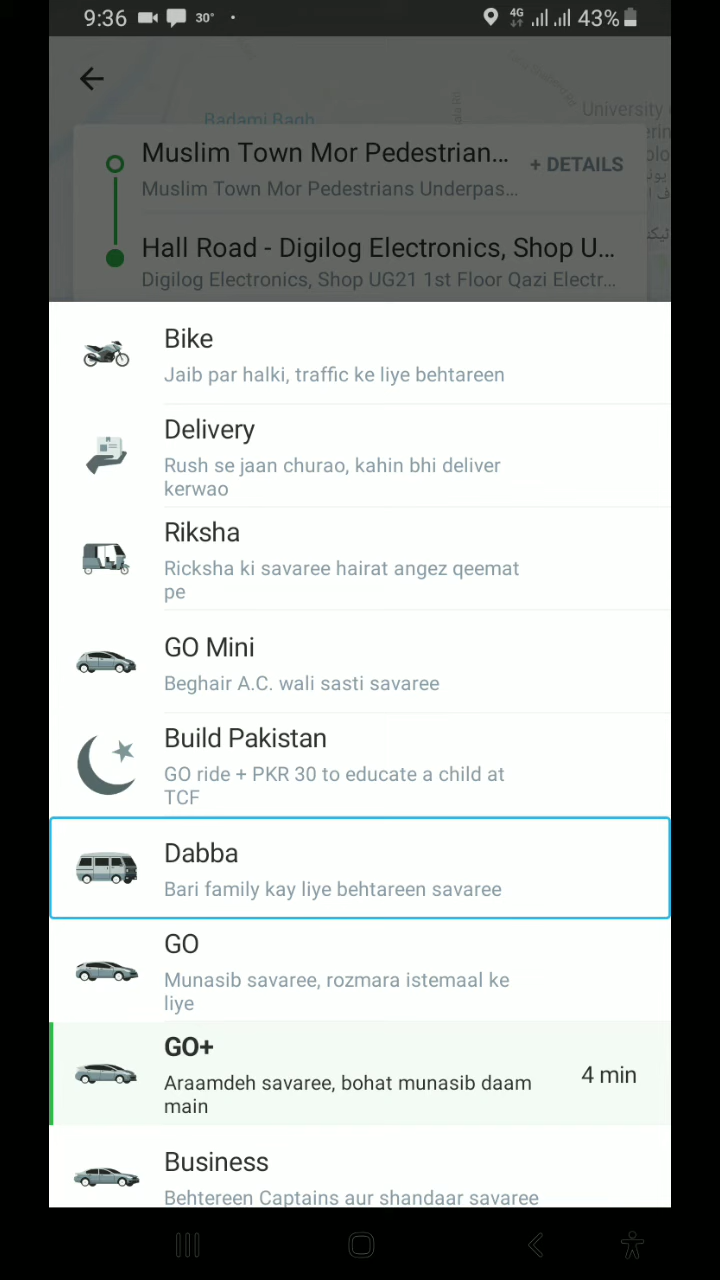 9:36 30° 4G 43%
Badami Bagh
University
Muslim Town Mor Pedestrian...
+ DETAILS
Muslim Town Mor Pedestrians Underpas...
Hall Road - Digilog Electronics, Shop U...
Digilog Electronics, Shop UG21 1st Floor Qazi Electr...
Bike
Jaib par halki, traffic ke liye behtareen
Delivery
Rush se jaan churao, kahin bhi deliver
kerwao
Riksha
Ricksha ki savaree hairat angez qeemat
pe
GO Mini
Beghair A.C. wali sasti savaree
Build Pakistan
GO ride + PKR 30 to educate a child at
TCF
Dabba
Bari family kay liye behtareen savaree
GO
Munasib savaree, rozmara istemaal ke
liye
GO+
Araamdeh savaree, bohat munasib daam
main
4 min
Business
Behtereen Captains aur shandaar savaree